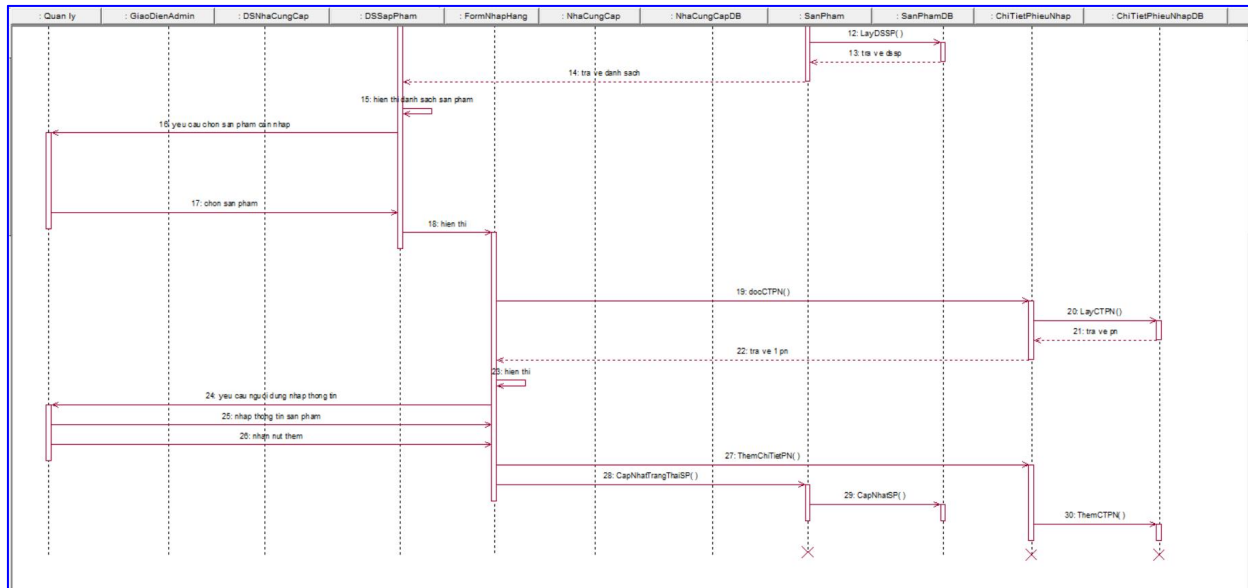 : Quan ly
: GiaoDienAdmin
: DSNhaCungCap
: DSSapPham
: FormNhapHang
: NhaCungCap
: NhaCungCapDB
: SanPham
: SanPhamDB
: ChiTietPhieuNhap
: ChiTietPhieuNhapDB
12: LayDSSP( )
13: tra ve dssp
14: tra ve danh sach
15: hien thi danh sach san pham
16: yeu cau chon san pham can nhap
17: chon san pham
18: hien thi
19: docCTPN( )
20: LayCTPN( )
21: tra ve pn
22: tra ve 1 pn
23: hien thi
24: yeu cau nguoi dung nhap thong tin
25: nhap thong tin san pham
26: nhan nut them
27: ThemChiTietPN( )
28: CapNhatTrangThaiSP( )
29: CapNhatSP( )
30: ThemCTPN( )